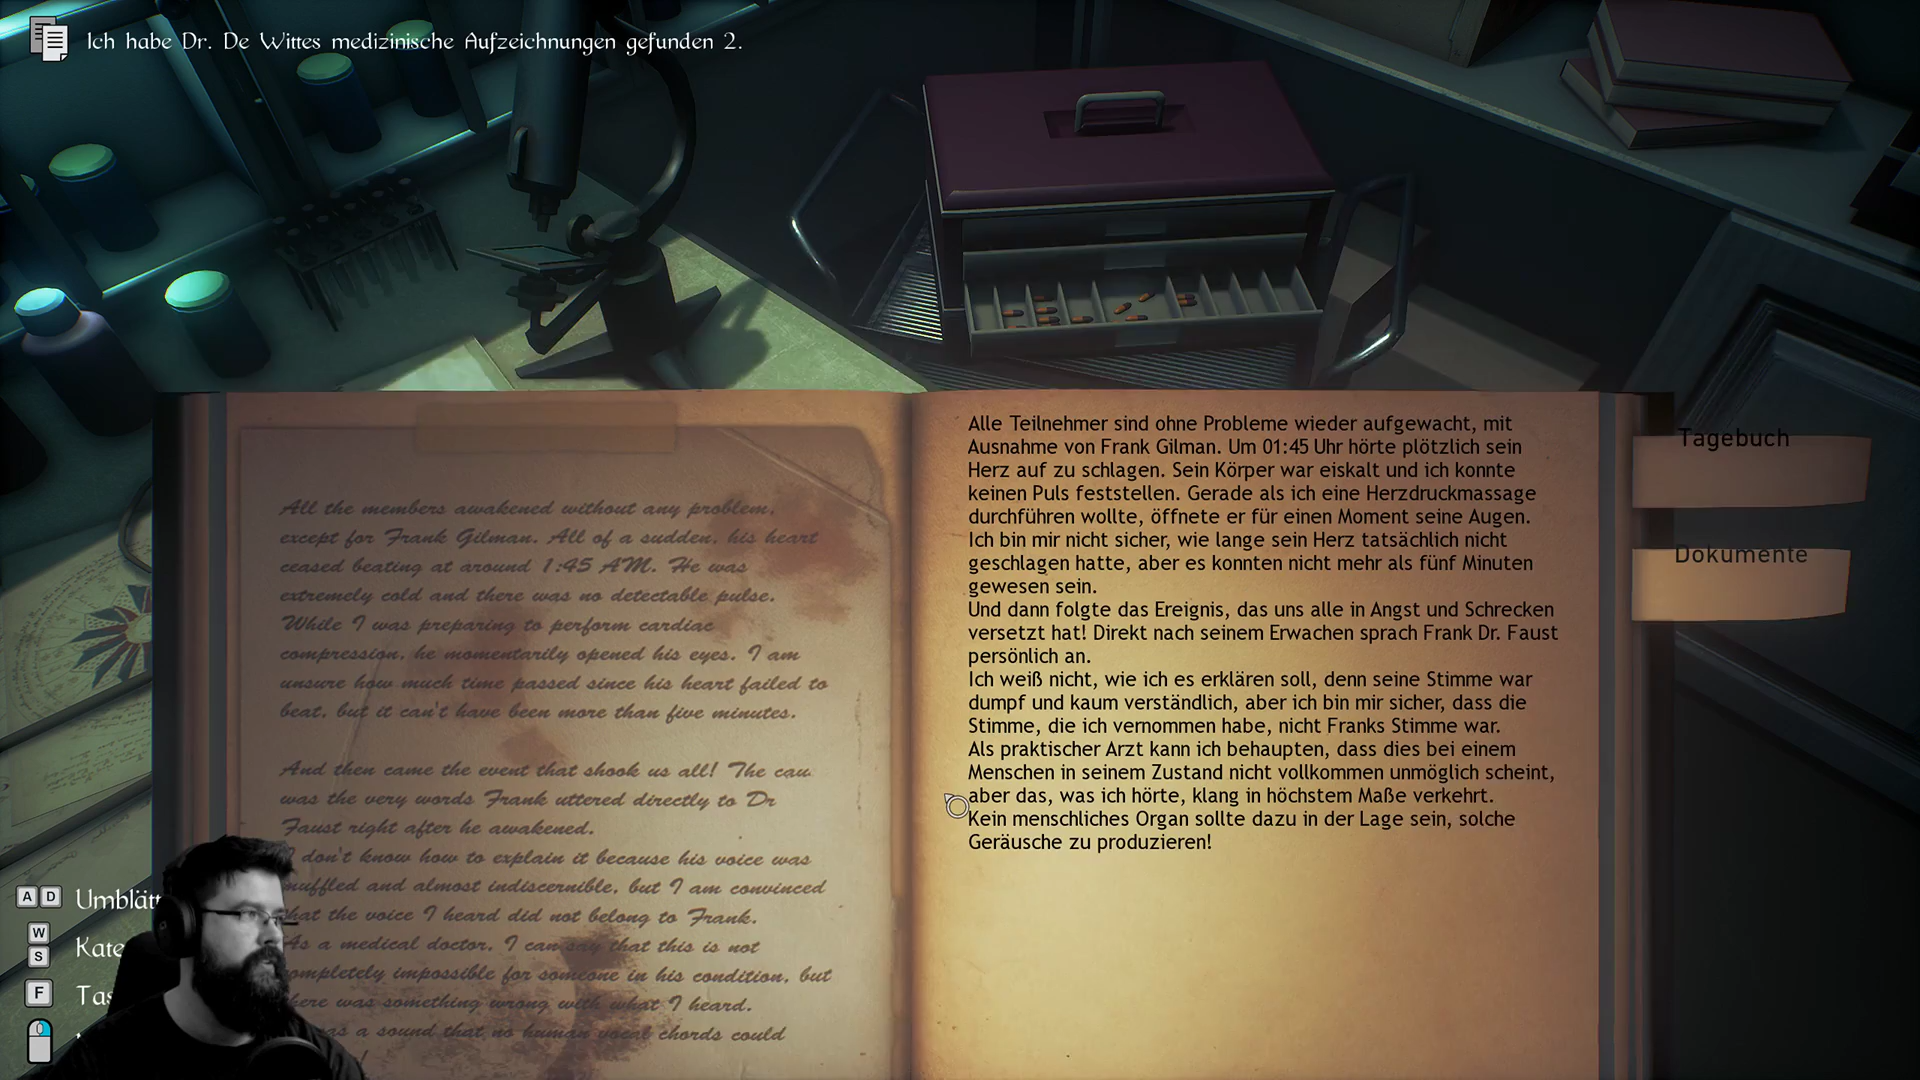 Ich habe Dr. De Wittes medizinische Aufzeichnungen gefunden 2.
All the members awakened without any problem,
except for Frank Gilman. All of a sudden, his heart
ceased beating at around 1:45 AM. He was
extremely cold and there was no detectable pulse.
While I was preparing to perform cardiac
compression, he momentarily opened his eyes. I am
unsure how much time passed since his heart failed to
beat, but it can't have been more than five minutes.
And then came the event that shook us all! The cau
was the very words Frank uttered directly to Dr
Faust right after he awakened.
I don't know how to explain it because his voice was
muffled and almost indiscernible, but I am convinced
that the voice I heard did not belong to Frank.
As a medical doctor, I can say that this is not
completely impossible for someone in his condition, but
there was something wrong with what I heard.
as a sound that no human vocal chords could
Alle Teilnehmer sind ohne Probleme wieder aufgewacht, mit
Ausnahme von Frank Gilman. Um 01:45 Uhr hörte plötzlich sein
Herz auf zu schlagen. Sein Körper war eiskalt und ich konnte
keinen Puls feststellen. Gerade als ich eine Herzdruckmassage
durchführen wollte, öffnete er für einen Moment seine Augen.
Ich bin mir nicht sicher, wie lange sein Herz tatsächlich nicht
geschlagen hatte, aber es konnten nicht mehr als fünf Minuten
gewesen sein.
Und dann folgte das Ereignis, das uns alle in Angst und Schrecken
versetzt hat! Direkt nach seinem Erwachen sprach Frank Dr. Faust
persönlich an.
Ich weiß nicht, wie ich es erklären soll, denn seine Stimme war
dumpf und kaum verständlich, aber ich bin mir sicher, dass die
Stimme, die ich vernommen habe, nicht Franks Stimme war.
Als praktischer Arzt kann ich behaupten, dass dies bei einem
Menschen in seinem Zustand nicht vollkommen unmöglich scheint,
aber das, was ich hörte, klang in höchstem Maße verkehrt.
Kein menschliches Organ sollte dazu in der Lage sein, solche
Geräusche zu produzieren!
Tagebuch
Dokumente
A D Umblät
W
S Kate
F Tas